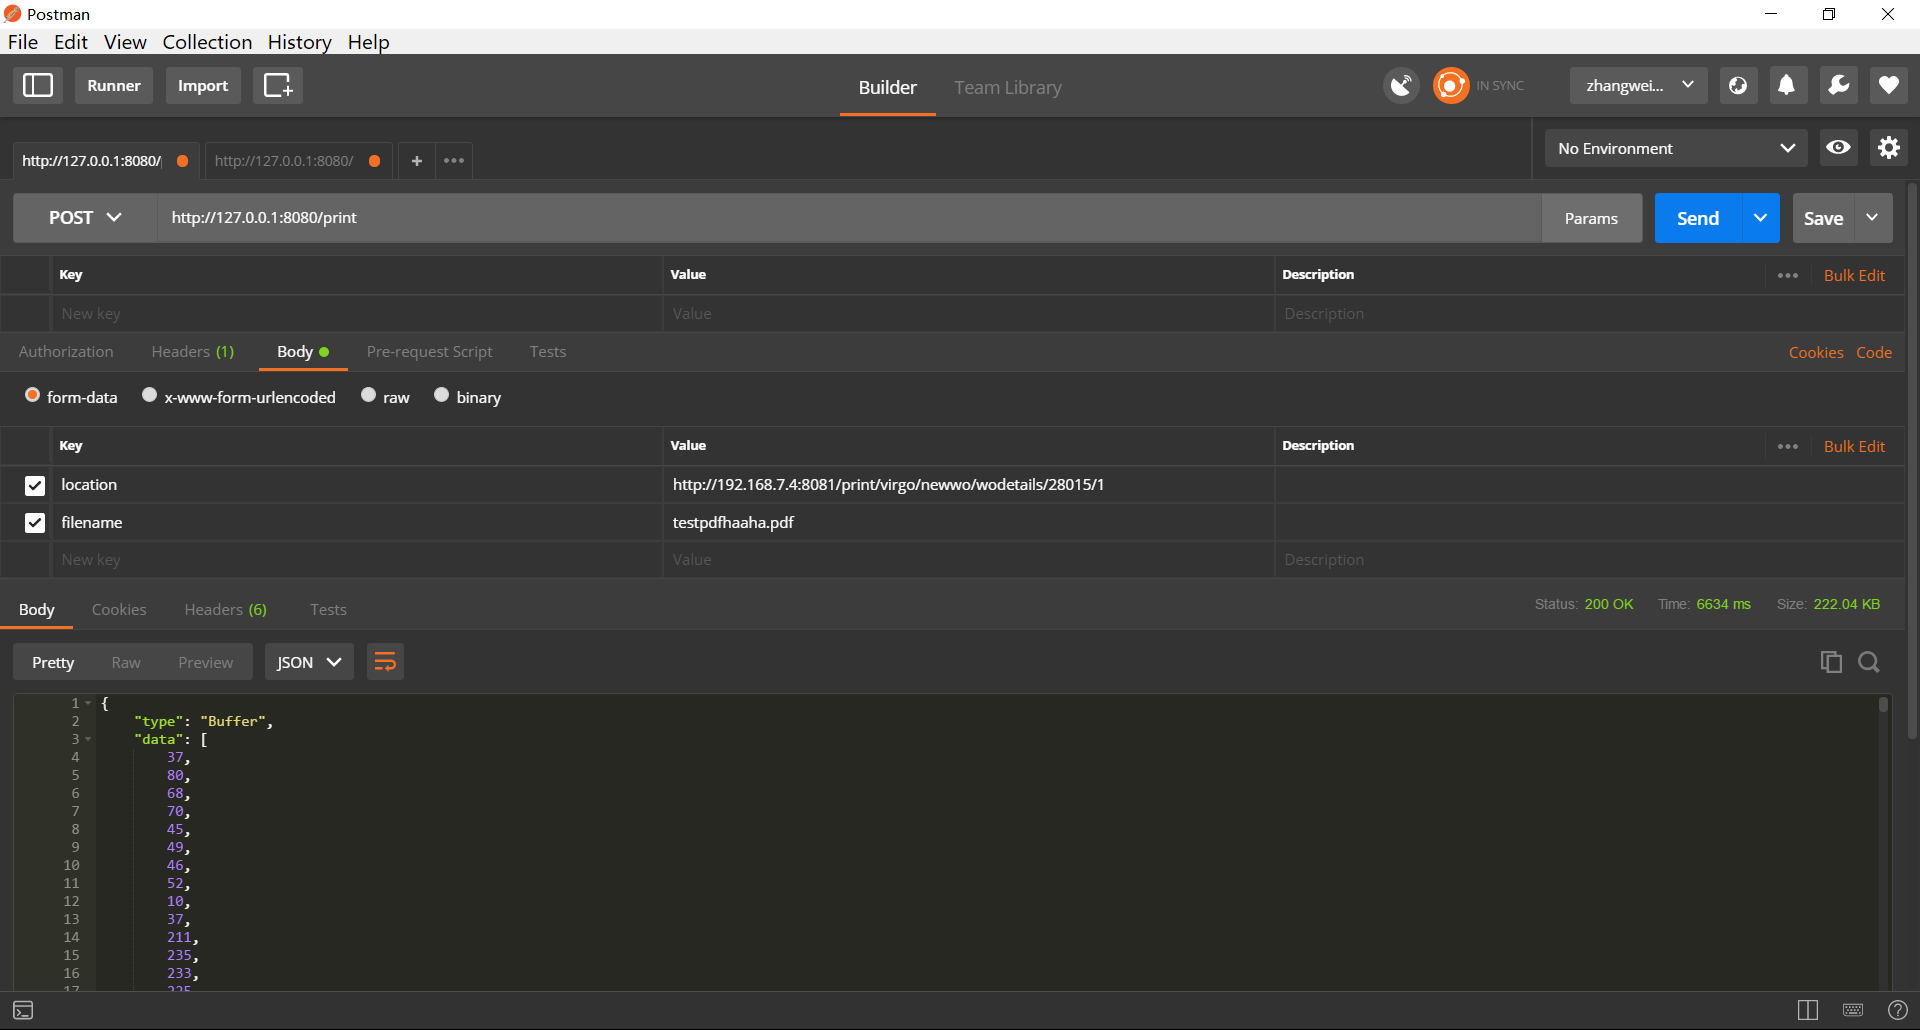 Postman
File Edit View Collection History Help
Runner Import Builder Team Library IN SYNC zhangwei...
http://127.0.0.1:8080/ http://127.0.0.1:8080/ + ••• No Environment
POST http://127.0.0.1:8080/print Params Send Save
Key Value Description ••• Bulk Edit
New key Value Description
Authorization Headers (1) Body Pre-request Script Tests Cookies Code
form-data x-www-form-urlencoded raw binary
Key Value Description ••• Bulk Edit
location http://192.168.7.4:8081/print/virgo/newwo/wodetails/28015/1
filename testpdfhaaha.pdf
New key Value Description
Body Cookies Headers (6) Tests Status: 200 OK Time: 6634 ms Size: 222.04 KB
Pretty Raw Preview JSON
1 {
2 "type": "Buffer",
3 "data": [
4 37,
5 80,
6 68,
7 70,
8 45,
9 49,
10 46,
11 52,
12 10,
13 37,
14 211,
15 235,
16 233,
17 225